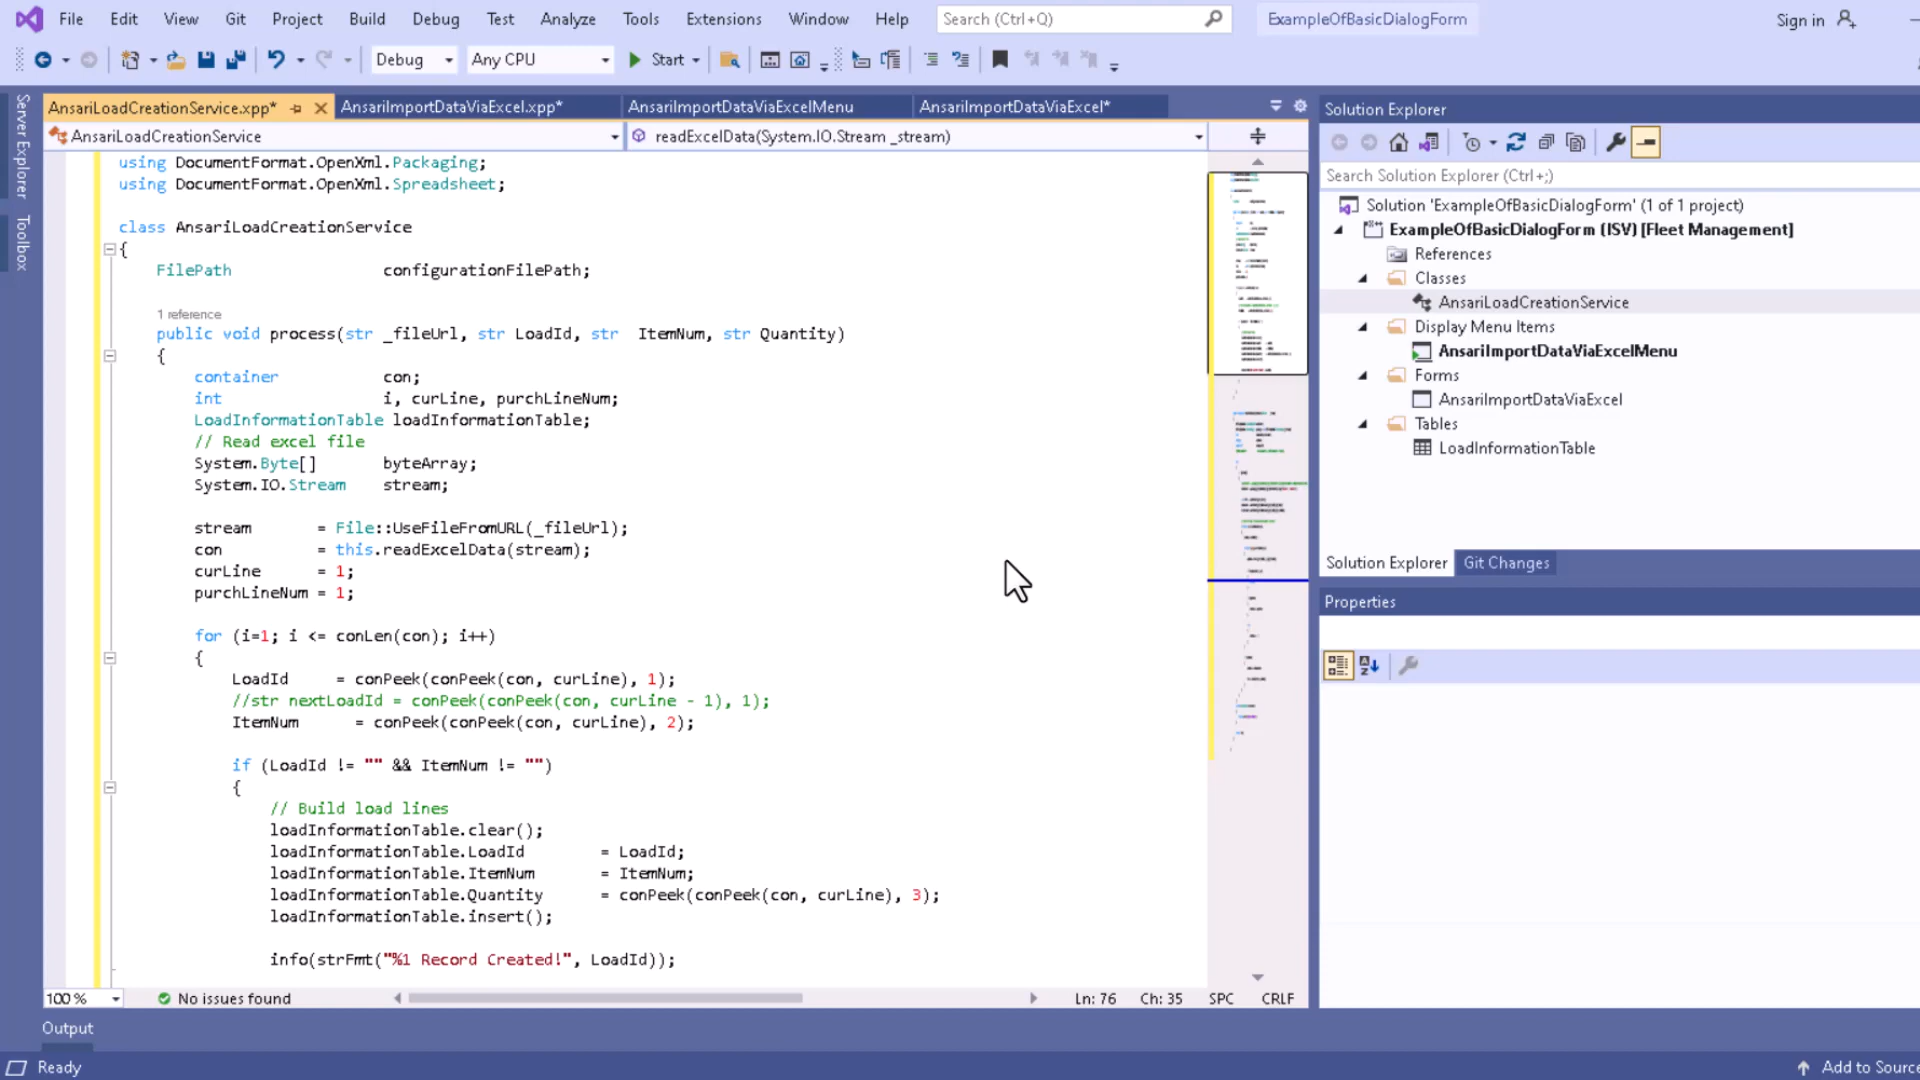 File Edit View Git Project Build Debug Test Analyze Tools Extensions Window Help Search (Ctrl+Q) ExampleOfBasicDialogForm Sign in
Debug Any CPU Start
Server Explorer
Toolbox
AnsariLoadCreationService.xpp* AnsariImportDataViaExcel.xpp* AnsariImportDataViaExcelMenu AnsariImportDataViaExcel*
AnsariLoadCreationService readExcelData(System.IO.Stream _stream)
using DocumentFormat.OpenXml.Packaging;
using DocumentFormat.OpenXml.Spreadsheet;
class AnsariLoadCreationService
{
FilePath configurationFilePath;
1 reference
public void process(str _fileUrl, str LoadId, str ItemNum, str Quantity)
{
container con;
int i, curLine, purchLineNum;
LoadInformationTable loadInformationTable;
// Read excel file
System.Byte[] byteArray;
System.IO.Stream stream;
stream = File::UseFileFromURL(_fileUrl);
con = this.readExcelData(stream);
curLine = 1;
purchLineNum = 1;
for (i=1; i <= conLen(con); i++)
{
LoadId = conPeek(conPeek(con, curLine), 1);
//str nextLoadId = conPeek(conPeek(con, curLine - 1), 1);
ItemNum = conPeek(conPeek(con, curLine), 2);
if (LoadId != "" && ItemNum != "")
{
// Build load lines
loadInformationTable.clear();
loadInformationTable.LoadId = LoadId;
loadInformationTable.ItemNum = ItemNum;
loadInformationTable.Quantity = conPeek(conPeek(con, curLine), 3);
loadInformationTable.insert();
info(strFmt("%1 Record Created!", LoadId));
100 % No issues found Ln: 76 Ch: 35 SPC CRLF
Solution Explorer
Search Solution Explorer (Ctrl+;)
Solution 'ExampleOfBasicDialogForm' (1 of 1 project)
ExampleOfBasicDialogForm (ISV) [Fleet Management]
References
Classes
AnsariLoadCreationService
Display Menu Items
AnsariImportDataViaExcelMenu
Forms
AnsariImportDataViaExcel
Tables
LoadInformationTable
Solution Explorer Git Changes
Properties
Output
Ready Add to Source